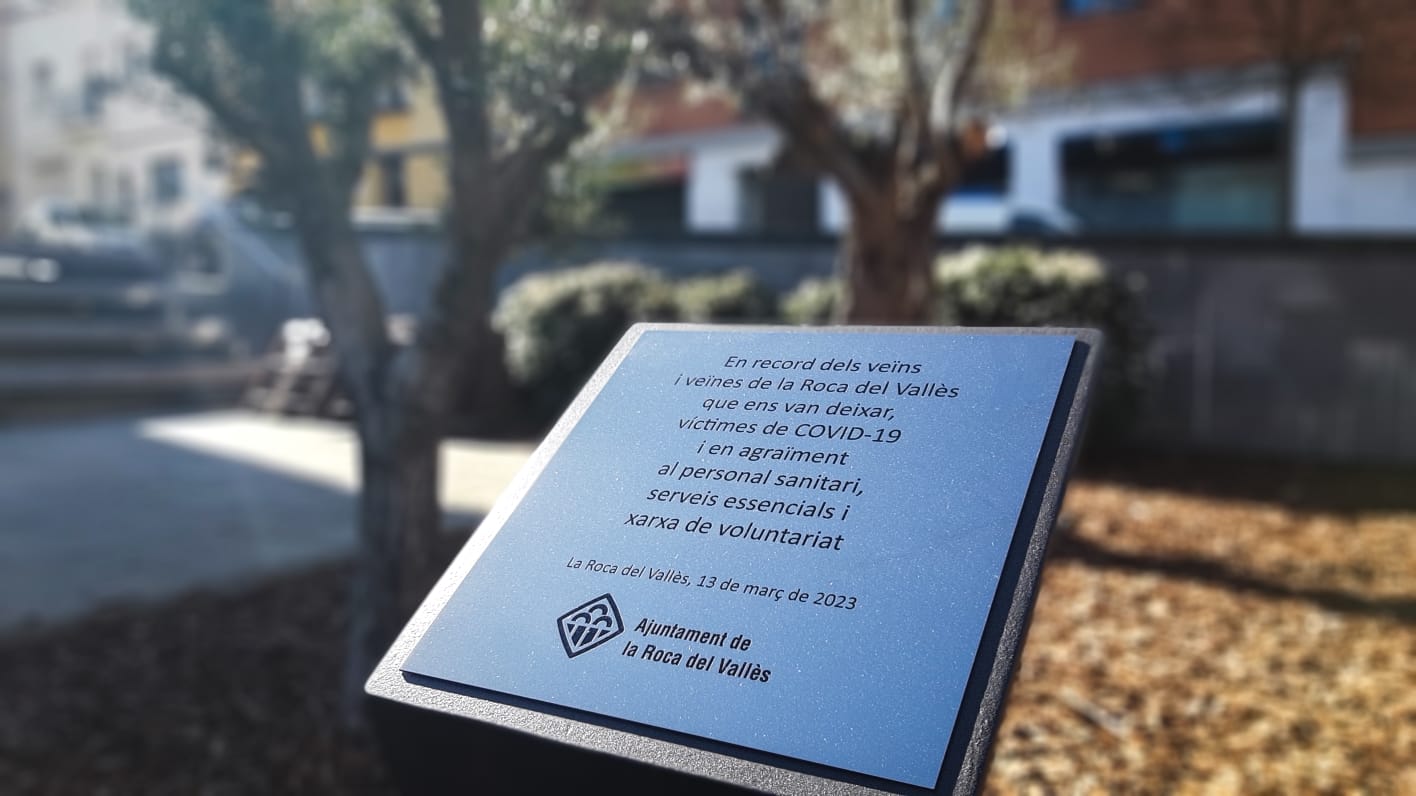 En record dels veïns
i veïnes de la Roca del Vallès
que ens van deixar,
víctimes de COVID-19
i en agraïment
al personal sanitari,
serveis essencials i
xarxa de voluntariat
La Roca del Vallès, 13 de març de 2023
Ajuntament de
la Roca del Vallès